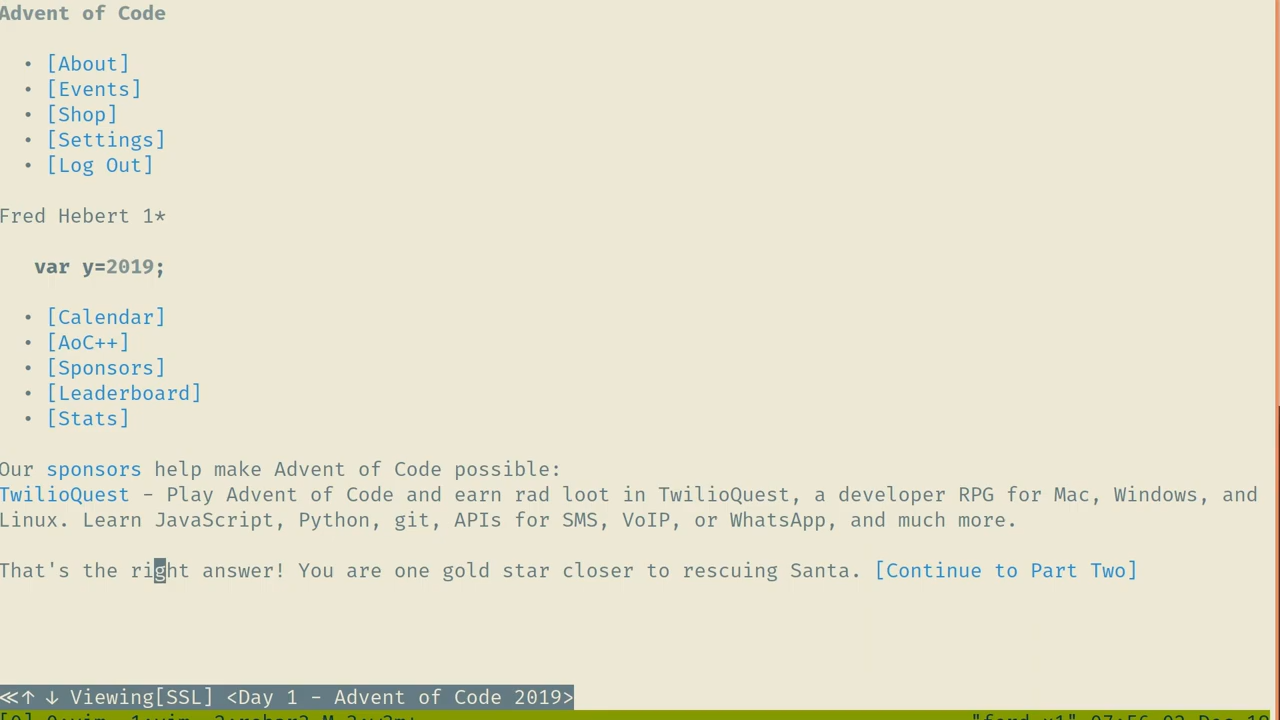 Advent of Code
• [About]
• [Events]
• [Shop]
• [Settings]
• [Log Out]
Fred Hebert 1*
var y=2019;
• [Calendar]
• [AoC++]
• [Sponsors]
• [Leaderboard]
• [Stats]
Our sponsors help make Advent of Code possible:
TwilioQuest - Play Advent of Code and earn rad loot in TwilioQuest, a developer RPG for Mac, Windows, and
Linux. Learn JavaScript, Python, git, APIs for SMS, VoIP, or WhatsApp, and much more.
That's the right answer! You are one gold star closer to rescuing Santa. [Continue to Part Two]
≪↑ ↓ Viewing[SSL] <Day 1 - Advent of Code 2019>